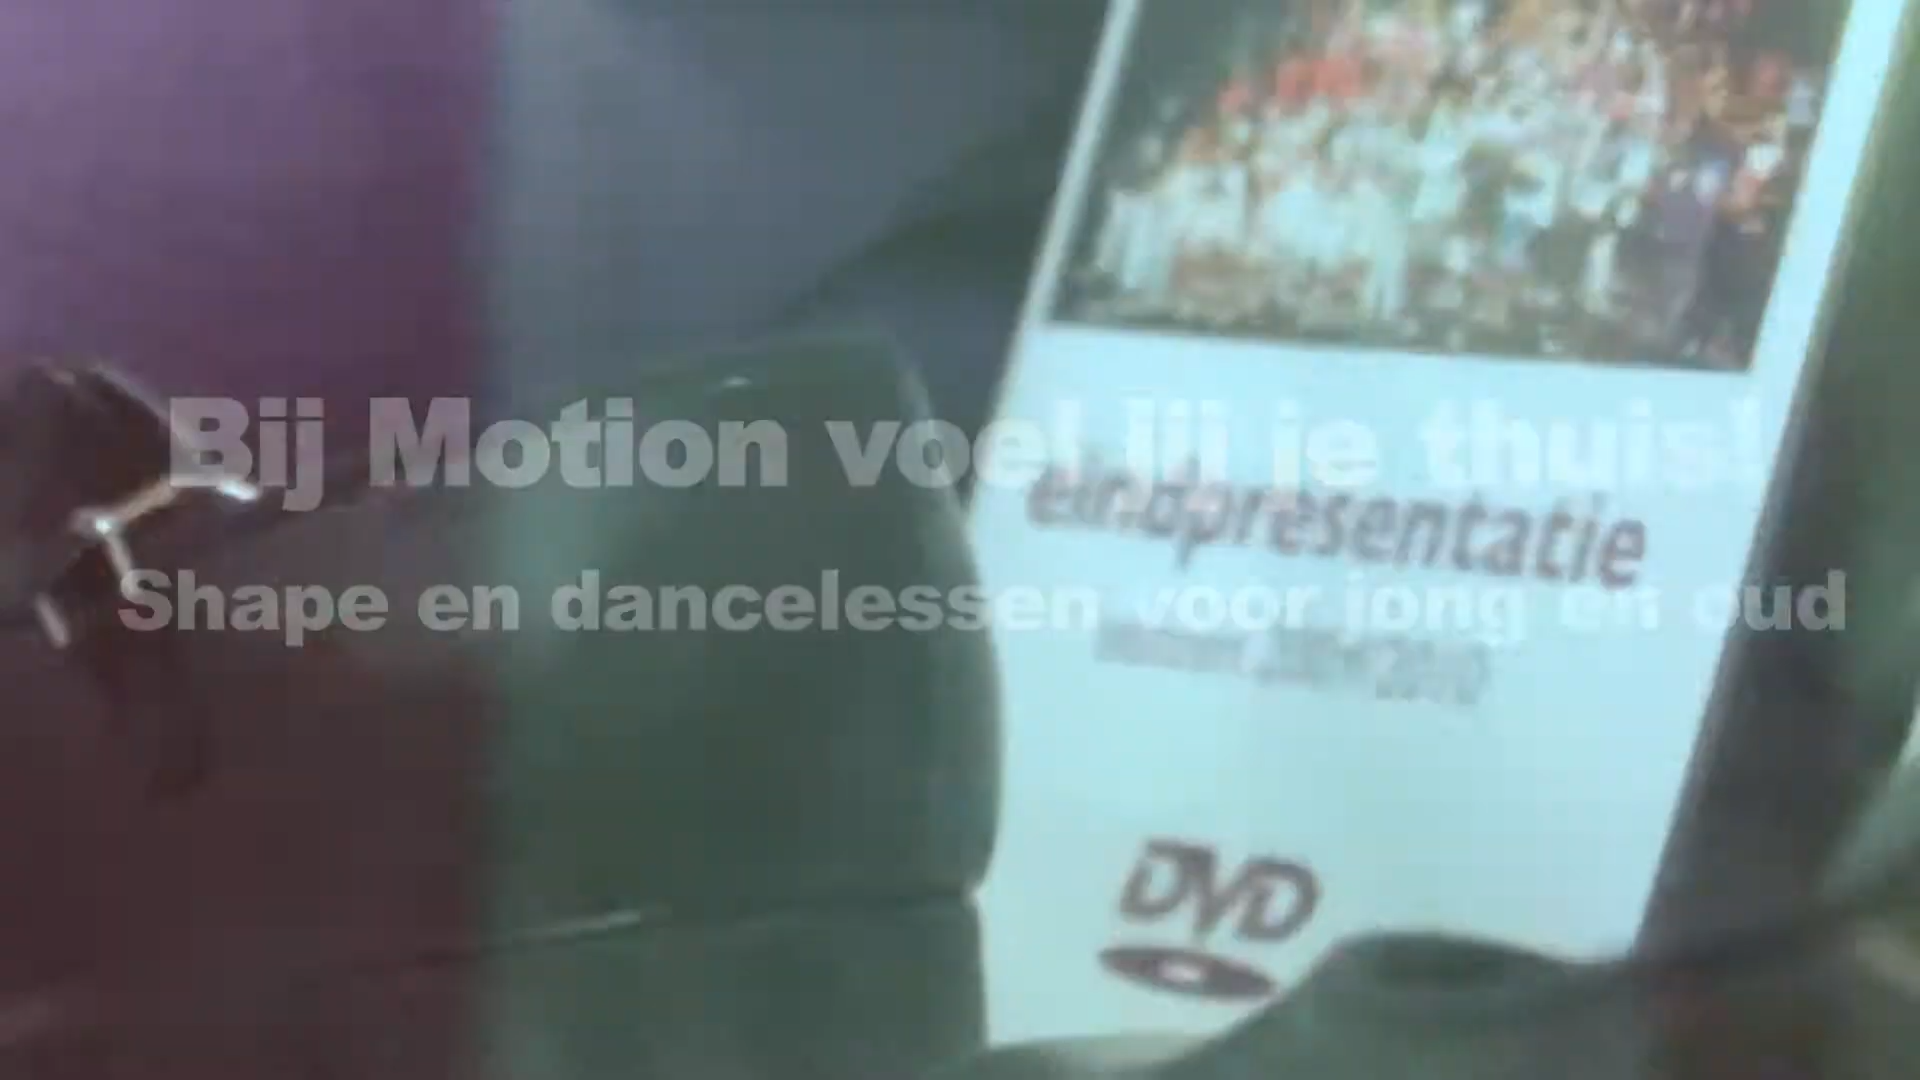 Bij Motion voel jij je thuis!
eindpresentatie
Shape en dancelessen voor jong en oud
DVD